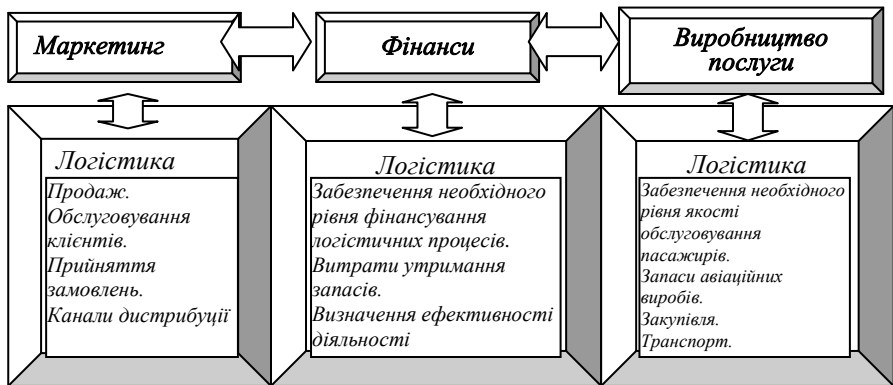 Маркетинг
Фінанси
Виробництво
послуги
Логістика
Продаж.
Обслуговування
клієнтів.
Прийняття
замовлень.
Канали дистрибуції
Логістика
Забезпечення необхідного
рівня фінансування
логістичних процесів.
Витрати утримання
запасів.
Визначення ефективності
діяльності
Логістика
Забезпечення необхідного
рівня якості
обслуговування
пасажирів.
Запаси авіаційних
виробів.
Закупівля.
Транспорт.